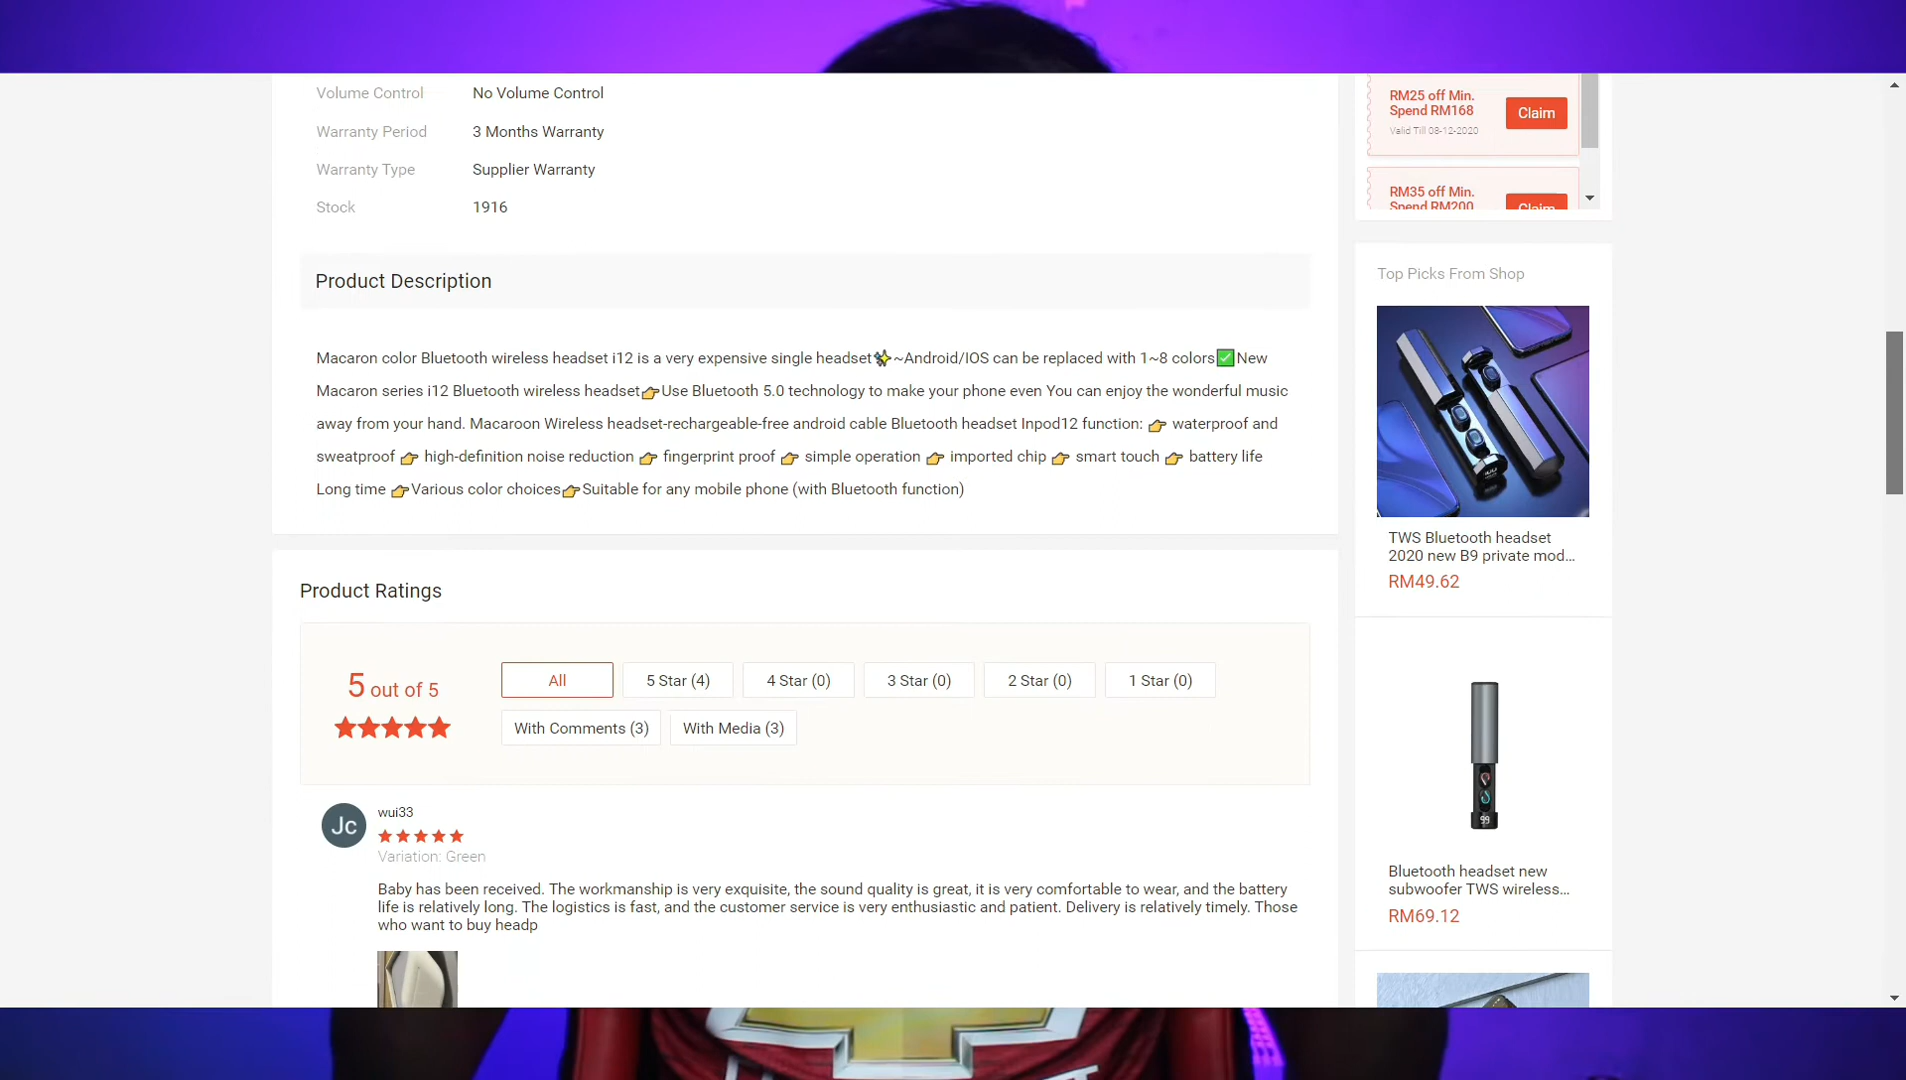 Volume Control No Volume Control
Warranty Period 3 Months Warranty
Warranty Type Supplier Warranty
Stock 1916
Product Description
Macaron color Bluetooth wireless headset i12 is a very expensive single headset✨~Android/IOS can be replaced with 1~8 colors✅New
Macaron series i12 Bluetooth wireless headset👉Use Bluetooth 5.0 technology to make your phone even You can enjoy the wonderful music
away from your hand. Macaroon Wireless headset-rechargeable-free android cable Bluetooth headset Inpod12 function: 👉 waterproof and
sweatproof 👉 high-definition noise reduction 👉 fingerprint proof 👉 simple operation 👉 imported chip 👉 smart touch 👉 battery life
Long time 👉Various color choices👉Suitable for any mobile phone (with Bluetooth function)
Product Ratings
5 out of 5
All 5 Star (4) 4 Star (0) 3 Star (0) 2 Star (0) 1 Star (0)
With Comments (3) With Media (3)
Jc
wui33
Variation: Green
Baby has been received. The workmanship is very exquisite, the sound quality is great, it is very comfortable to wear, and the battery
life is relatively long. The logistics is fast, and the customer service is very enthusiastic and patient. Delivery is relatively timely. Those
who want to buy headp
RM25 off Min.
Spend RM168
Claim
Valid Till 08-12-2020
RM35 off Min.
Spend RM200
Claim
Top Picks From Shop
TWS Bluetooth headset
2020 new B9 private mod...
RM49.62
99
Bluetooth headset new
subwoofer TWS wireless...
RM69.12